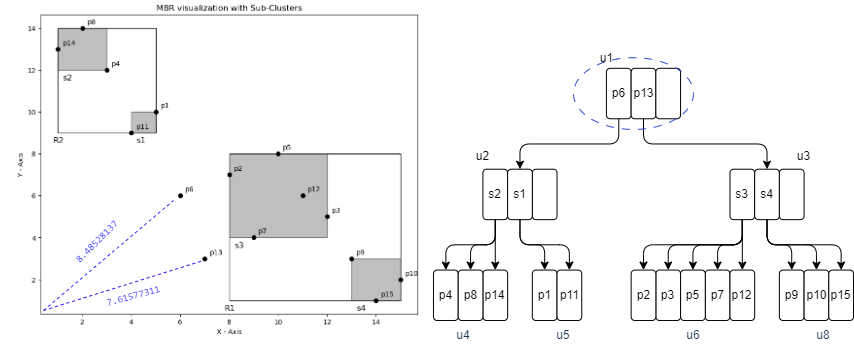 MBR visualization with Sub-Clusters
Y - Axis
14
12
10
8
6
4
2
p8
p14
p4
s2
p1
p11
R2
s1
p5
p2
p12
p3
p6
p7
s3
p13
p9
p10
p15
R1
s4
8.48528137
7.61577311
2
4
6
8
10
12
14
X - Axis
u1
p6 p13
u2
u3
s2 s1
s3 s4
p4 p8 p14
p1 p11
p2 p3 p5 p7 p12
p9 p10 p15
u4
u5
u6
u8